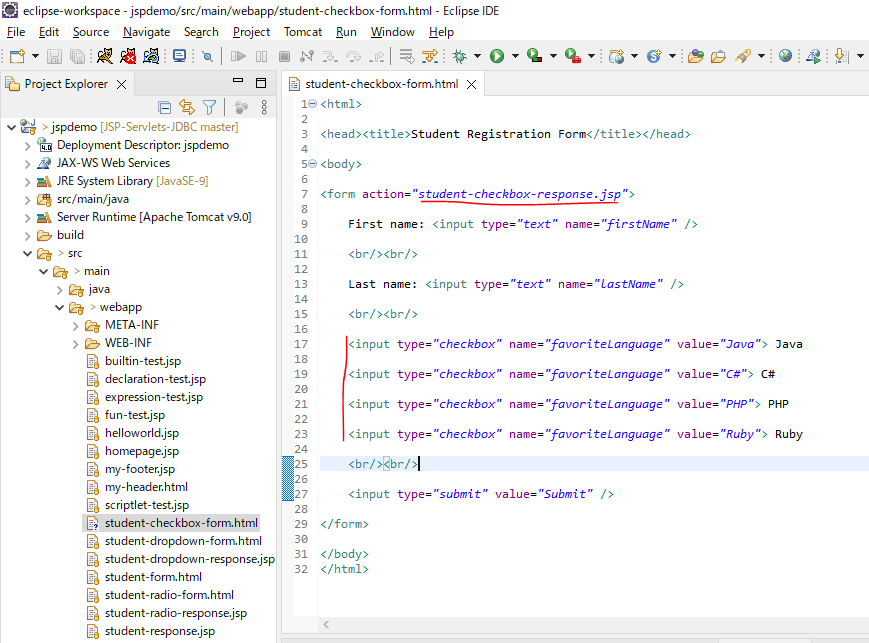 eclipse-workspace - jspdemo/src/main/webapp/student-checkbox-form.html - Eclipse IDE
File Edit Source Navigate Search Project Tomcat Run Window Help
Project Explorer
jspdemo [JSP-Servlets-JDBC master]
Deployment Descriptor: jspdemo
JAX-WS Web Services
JRE System Library [JavaSE-9]
src/main/java
Server Runtime [Apache Tomcat v9.0]
build
src
main
java
webapp
META-INF
WEB-INF
builtin-test.jsp
declaration-test.jsp
expression-test.jsp
fun-test.jsp
helloworld.jsp
homepage.jsp
my-footer.jsp
my-header.html
scriptlet-test.jsp
student-checkbox-form.html
student-dropdown-form.html
student-dropdown-response.jsp
student-form.html
student-radio-form.html
student-radio-response.jsp
student-response.jsp
student-checkbox-form.html
1 <html>
2
3 <head><title>Student Registration Form</title></head>
4
5 <body>
6
7 <form action="student-checkbox-response.jsp">
8
9 First name: <input type="text" name="firstName" />
10
11 <br/><br/>
12
13 Last name: <input type="text" name="lastName" />
14
15 <br/><br/>
16
17 <input type="checkbox" name="favoriteLanguage" value="Java"> Java
18
19 <input type="checkbox" name="favoriteLanguage" value="C#"> C#
20
21 <input type="checkbox" name="favoriteLanguage" value="PHP"> PHP
22
23 <input type="checkbox" name="favoriteLanguage" value="Ruby"> Ruby
24
25 <br/><br/>
26
27 <input type="submit" value="Submit" />
28
29 </form>
30
31 </body>
32 </html>